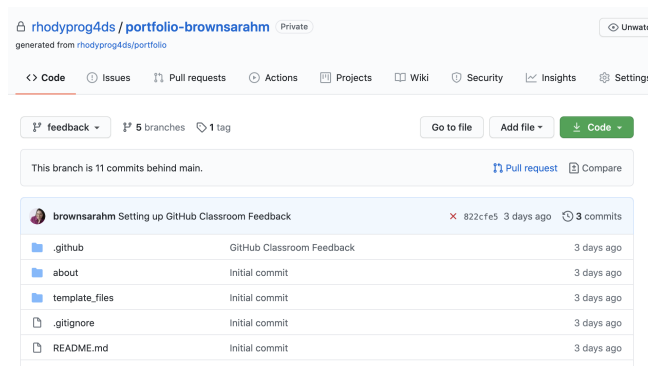 rhodyprog4ds / portfolio-brownsarahm Private
generated from rhodyprog4ds/portfolio
<> Code Issues Pull requests Actions Projects Wiki Security Insights Settings
feedback 5 branches 1 tag Go to file Add file Code
This branch is 11 commits behind main. Pull request Compare
brownsarahm Setting up GitHub Classroom Feedback 822cfe5 3 days ago 3 commits
.github GitHub Classroom Feedback 3 days ago
about Initial commit 3 days ago
template_files Initial commit 3 days ago
.gitignore Initial commit 3 days ago
README.md Initial commit 3 days ago